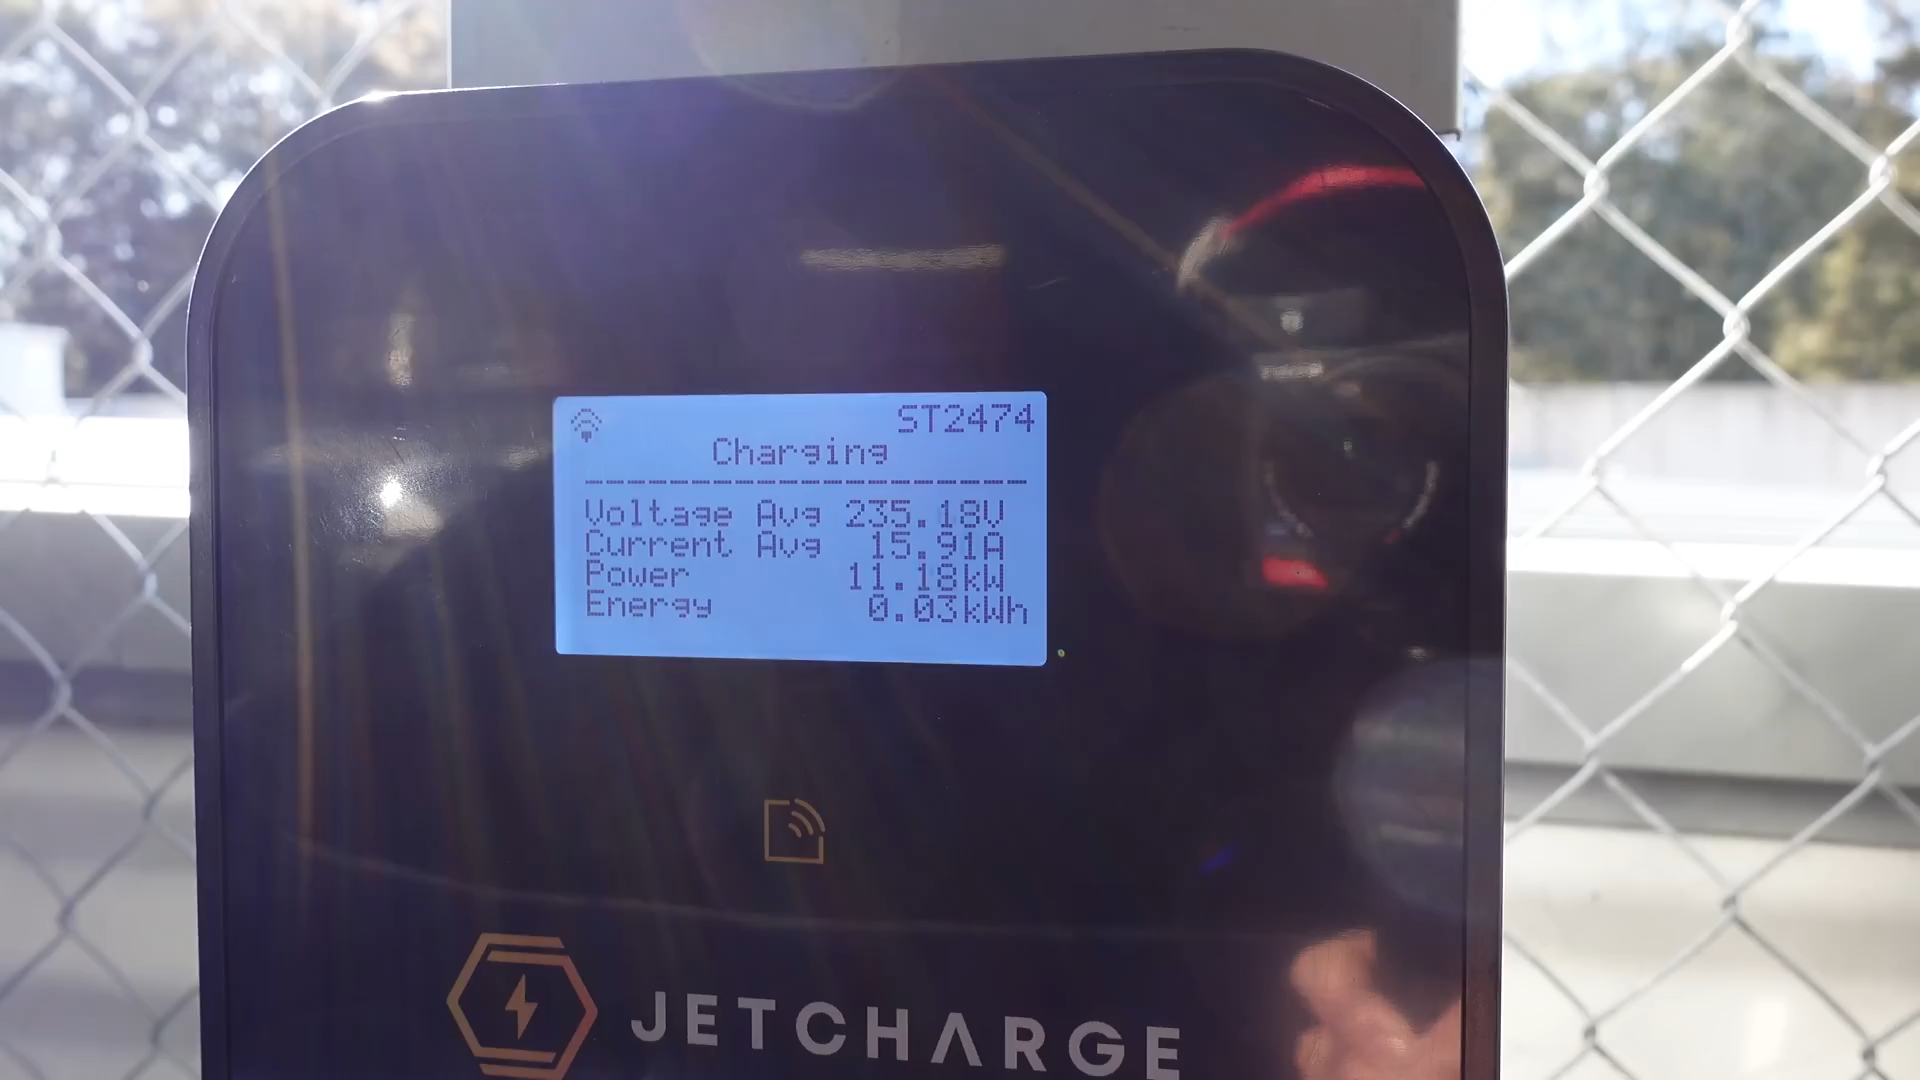 ST2474
Charging
Voltage Avg 235.18V
Current Avg 15.91A
Power 11.18kW
Energy 0.03kWh
JETCHARGE